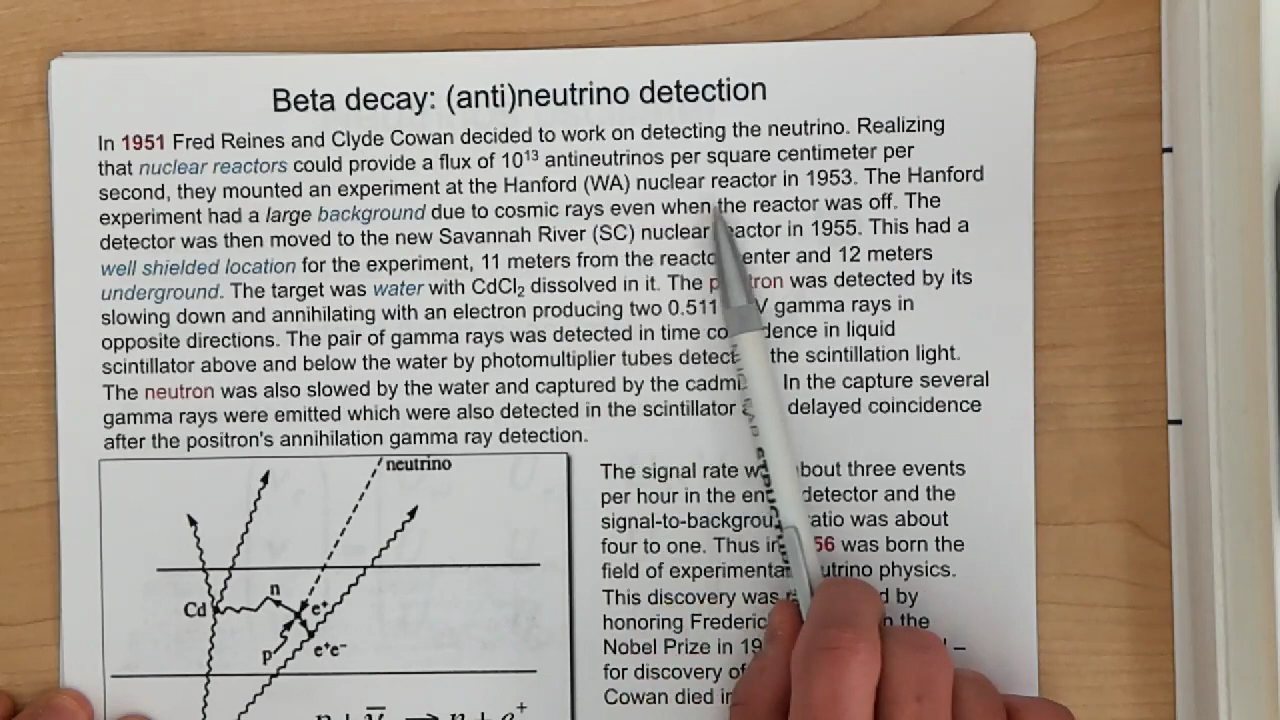 Beta decay: (anti)neutrino detection
In 1951 Fred Reines and Clyde Cowan decided to work on detecting the neutrino. Realizing
that nuclear reactors could provide a flux of 10¹³ antineutrinos per square centimeter per
second, they mounted an experiment at the Hanford (WA) nuclear reactor in 1953. The Hanford
experiment had a large background due to cosmic rays even when the reactor was off. The
detector was then moved to the new Savannah River (SC) nuclear reactor in 1955. This had a
well shielded location for the experiment, 11 meters from the reactor center and 12 meters
underground. The target was water with CdCl₂ dissolved in it. The positron was detected by its
slowing down and annihilating with an electron producing two 0.511 V gamma rays in
opposite directions. The pair of gamma rays was detected in time coincidence in liquid
scintillator above and below the water by photomultiplier tubes detect the scintillation light.
The neutron was also slowed by the water and captured by the cadmi In the capture several
gamma rays were emitted which were also detected in the scintillator delayed coincidence
after the positron's annihilation gamma ray detection.
neutrino
n
Cd
e⁺
p
e⁺e⁻
The signal rate was about three events
per hour in the entire detector and the
signal-to-background ratio was about
four to one. Thus in 56 was born the
field of experimental neutrino physics.
This discovery was d by
honoring Frederic the
Nobel Prize in 19 –
for discovery of
Cowan died in
p + ν̄ → n + e⁺